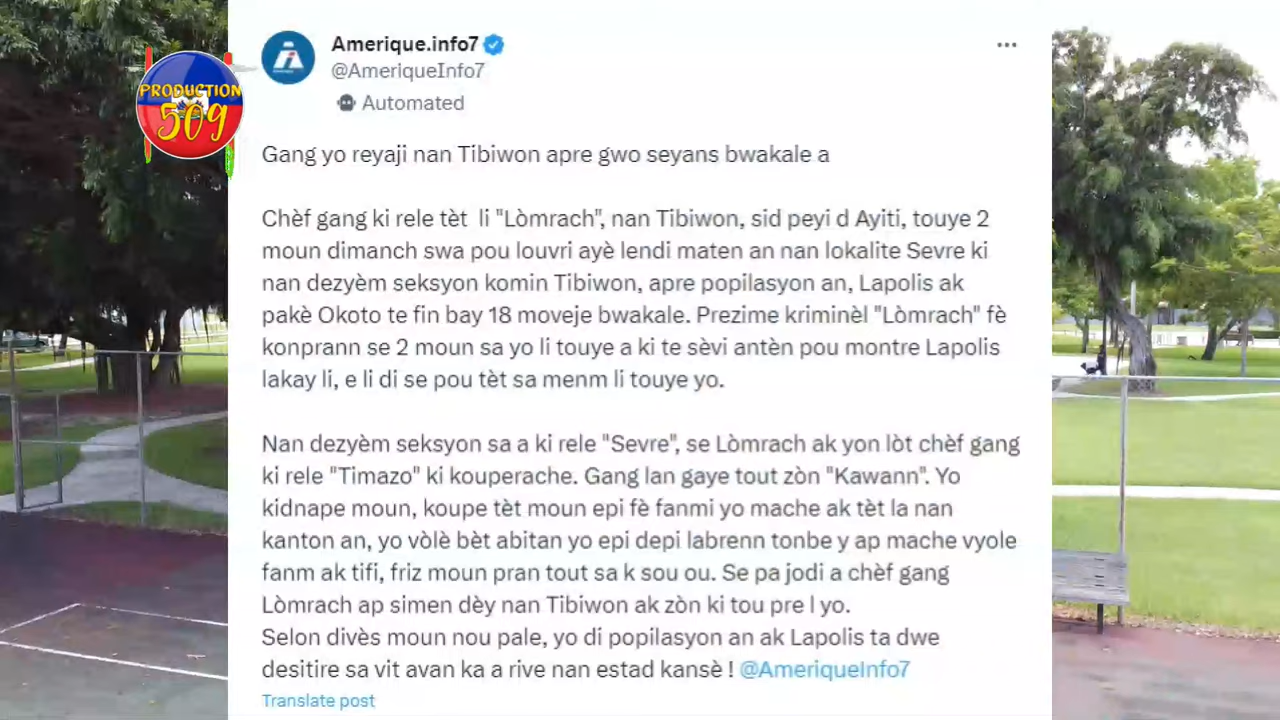 Amerique.info7
@AmeriqueInfo7
Automated
PRODUCTION
509
Gang yo reyaji nan Tibiwon apre gwo seyans bwakale a
Chèf gang ki rele tèt li "Lòmrach", nan Tibiwon, sid peyi d Ayiti, touye 2
moun dimanch swa pou louvri ayè lendi maten an nan lokalite Sevre ki
nan dezyèm seksyon komin Tibiwon, apre popilasyon an, Lapolis ak
pakè Okoto te fin bay 18 moveje bwakale. Prezime kriminèl "Lòmrach" fè
konprann se 2 moun sa yo li touye a ki te sèvi antèn pou montre Lapolis
lakay li, e li di se pou tèt sa menm li touye yo.
Nan dezyèm seksyon sa a ki rele "Sevre", se Lòmrach ak yon lòt chèf gang
ki rele "Timazo" ki kouperache. Gang lan gaye tout zòn "Kawann". Yo
kidnape moun, koupe tèt moun epi fè fanmi yo mache ak tèt la nan
kanton an, yo vòlè bèt abitan yo epi depi labrenn tonbe y ap mache vyole
fanm ak tifi, friz moun pran tout sa k sou ou. Se pa jodi a chèf gang
Lòmrach ap simen dèy nan Tibiwon ak zòn ki tou pre l yo.
Selon divès moun nou pale, yo di popilasyon an ak Lapolis ta dwe
desitire sa vit avan ka a rive nan estad kansè ! @AmeriqueInfo7
Translate post